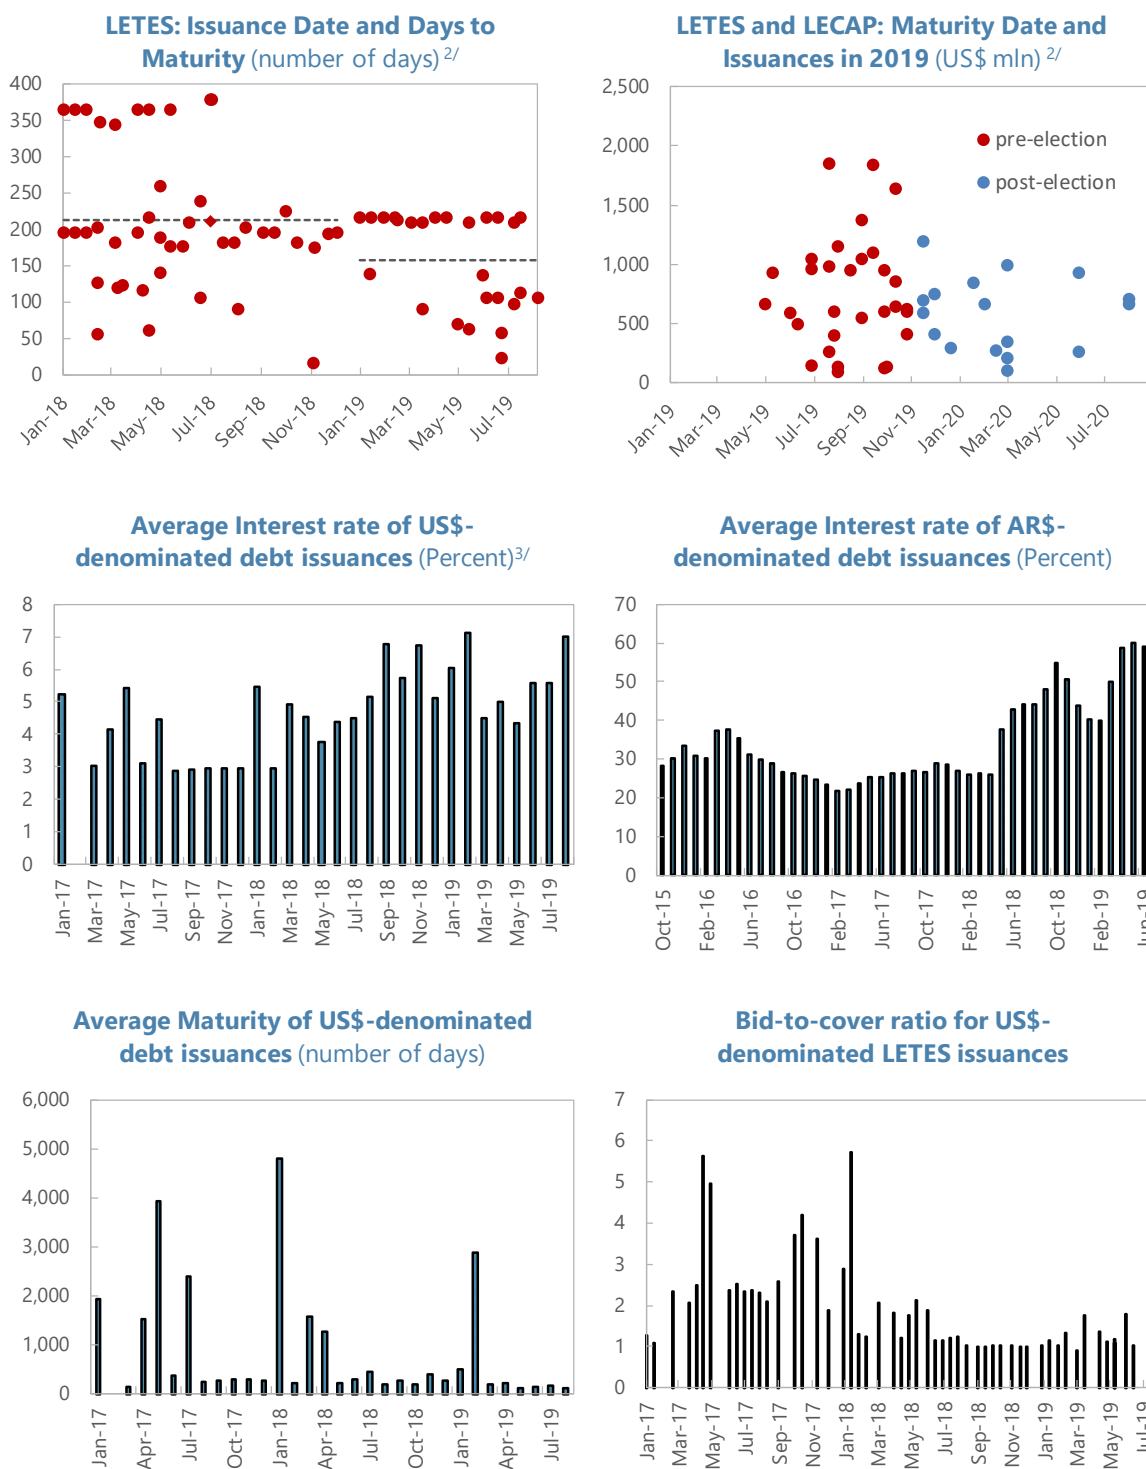 LETES: Issuance Date and Days to
Maturity (number of days) 2/
400
350
300
250
200
150
100
50
0
Jan-18
Mar-18
May-18
Jul-18
Sep-18
Nov-18
Jan-19
Mar-19
May-19
Jul-19
LETES and LECAP: Maturity Date and
Issuances in 2019 (US$ mln) 2/
2,500
2,000
1,500
1,000
500
0
pre-election
post-election
Jan-19
Mar-19
May-19
Jul-19
Sep-19
Nov-19
Jan-20
Mar-20
May-20
Jul-20
Average Interest rate of US$-
denominated debt issuances (Percent)3/
8
7
6
5
4
3
2
1
0
Jan-17
Mar-17
May-17
Jul-17
Sep-17
Nov-17
Jan-18
Mar-18
May-18
Jul-18
Sep-18
Nov-18
Jan-19
Mar-19
May-19
Jul-19
Average Interest rate of AR$-
denominated debt issuances (Percent)
70
60
50
40
30
20
10
0
Oct-15
Feb-16
Jun-16
Oct-16
Feb-17
Jun-17
Oct-17
Feb-18
Jun-18
Oct-18
Feb-19
Jun-19
Average Maturity of US$-denominated
debt issuances (number of days)
6,000
5,000
4,000
3,000
2,000
1,000
0
Jan-17
Apr-17
Jul-17
Oct-17
Jan-18
Apr-18
Jul-18
Oct-18
Jan-19
Apr-19
Jul-19
Bid-to-cover ratio for US$-
denominated LETES issuances
7
6
5
4
3
2
1
0
Jan-17
Mar-17
May-17
Jul-17
Sep-17
Nov-17
Jan-18
Mar-18
May-18
Jul-18
Sep-18
Nov-18
Jan-19
Mar-19
May-19
Jul-19